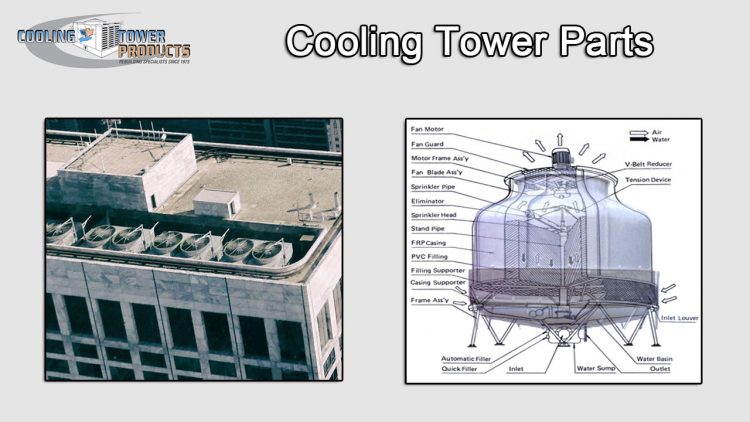 COOLING TOWER
PRODUCTS
REBUILDING SPECIALISTS SINCE 1975
Cooling Tower Parts
Fan Motor
Fan Guard
Motor Frame Ass'y
Fan Blade Ass'y
Sprinkler Pipe
Eliminator
Sprinkler Head
Stand Pipe
FRP Casing
PVC Filling
Filling Supporter
Casing Supporter
Frame Ass'y
Air
Water
V-Belt Reducer
Tension Device
Inlet Louver
Automatic Filler
Quick Filler
Inlet
Water Sump
Water Basin
Outlet